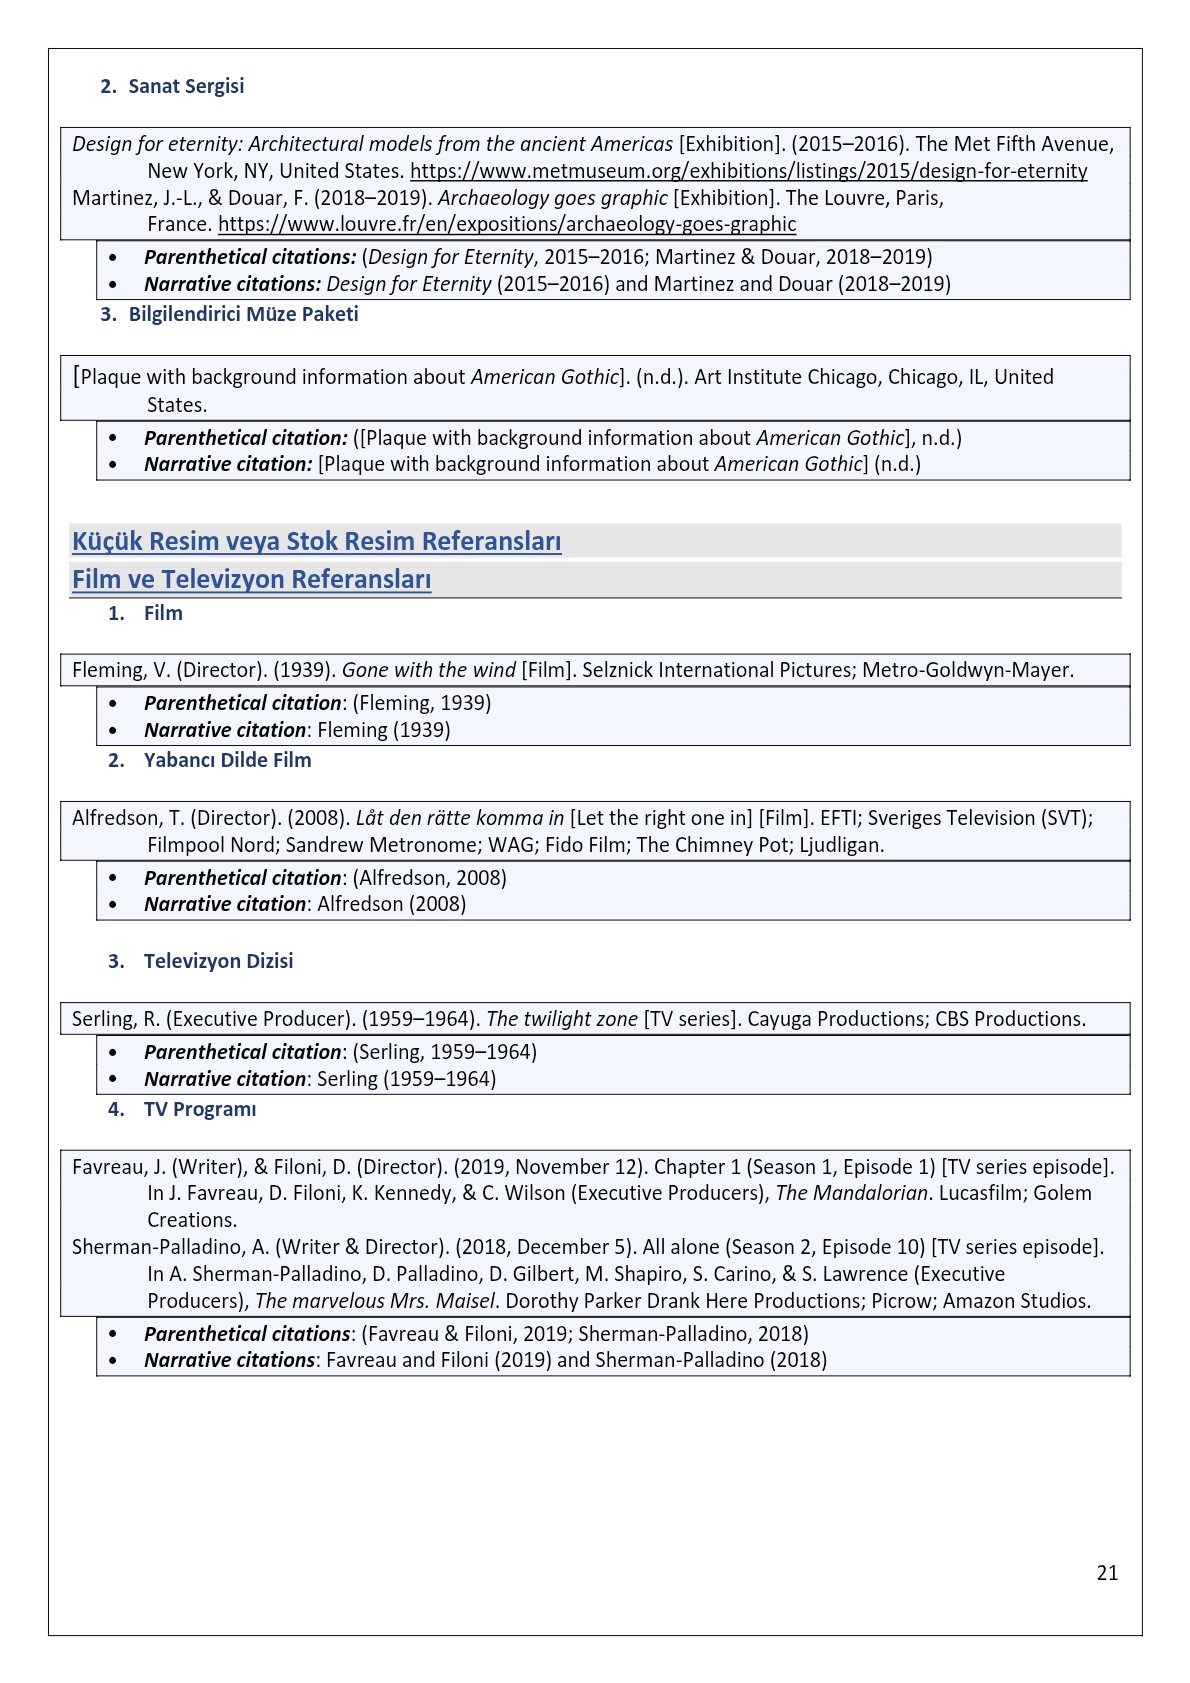 2. Sanat Sergisi
Design for eternity: Architectural models from the ancient Americas [Exhibition]. (2015–2016). The Met Fifth Avenue,
New York, NY, United States. https://www.metmuseum.org/exhibitions/listings/2015/design-for-eternity
Martinez, J.-L., & Douar, F. (2018–2019). Archaeology goes graphic [Exhibition]. The Louvre, Paris,
France. https://www.louvre.fr/en/expositions/archaeology-goes-graphic
• Parenthetical citations: (Design for Eternity, 2015–2016; Martinez & Douar, 2018–2019)
• Narrative citations: Design for Eternity (2015–2016) and Martinez and Douar (2018–2019)
3. Bilgilendirici Müze Paketi
[Plaque with background information about American Gothic]. (n.d.). Art Institute Chicago, Chicago, IL, United
States.
• Parenthetical citation: ([Plaque with background information about American Gothic], n.d.)
• Narrative citation: [Plaque with background information about American Gothic] (n.d.)
Küçük Resim veya Stok Resim Referansları
Film ve Televizyon Referansları
1. Film
Fleming, V. (Director). (1939). Gone with the wind [Film]. Selznick International Pictures; Metro-Goldwyn-Mayer.
• Parenthetical citation: (Fleming, 1939)
• Narrative citation: Fleming (1939)
2. Yabancı Dilde Film
Alfredson, T. (Director). (2008). Låt den rätte komma in [Let the right one in] [Film]. EFTI; Sveriges Television (SVT);
Filmpool Nord; Sandrew Metronome; WAG; Fido Film; The Chimney Pot; Ljudligan.
• Parenthetical citation: (Alfredson, 2008)
• Narrative citation: Alfredson (2008)
3. Televizyon Dizisi
Serling, R. (Executive Producer). (1959–1964). The twilight zone [TV series]. Cayuga Productions; CBS Productions.
• Parenthetical citation: (Serling, 1959–1964)
• Narrative citation: Serling (1959–1964)
4. TV Programı
Favreau, J. (Writer), & Filoni, D. (Director). (2019, November 12). Chapter 1 (Season 1, Episode 1) [TV series episode].
In J. Favreau, D. Filoni, K. Kennedy, & C. Wilson (Executive Producers), The Mandalorian. Lucasfilm; Golem
Creations.
Sherman-Palladino, A. (Writer & Director). (2018, December 5). All alone (Season 2, Episode 10) [TV series episode].
In A. Sherman-Palladino, D. Palladino, D. Gilbert, M. Shapiro, S. Carino, & S. Lawrence (Executive
Producers), The marvelous Mrs. Maisel. Dorothy Parker Drank Here Productions; Picrow; Amazon Studios.
• Parenthetical citations: (Favreau & Filoni, 2019; Sherman-Palladino, 2018)
• Narrative citations: Favreau and Filoni (2019) and Sherman-Palladino (2018)
21